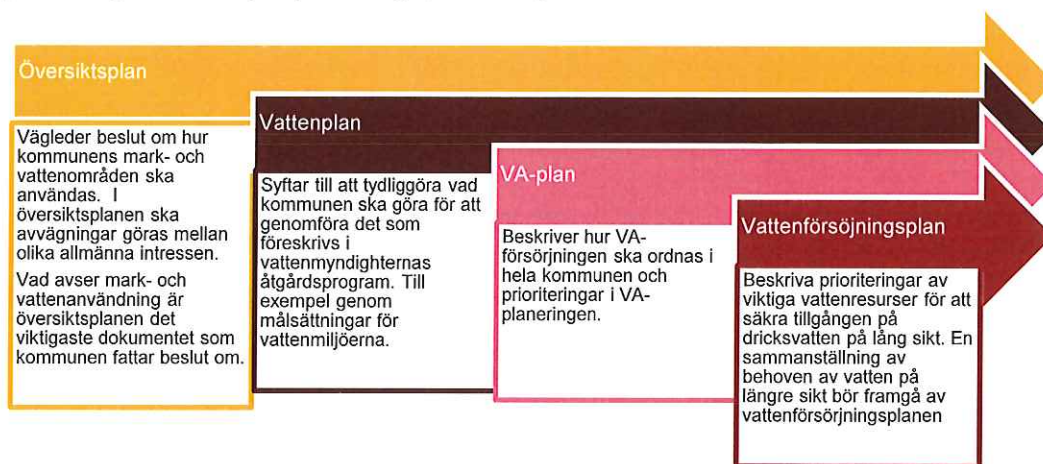 Översiktsplan
Vägleder beslut om hur
kommunens mark- och
vattenområden ska
användas. I
översiktsplanen ska
avvägningar göras mellan
olika allmänna intressen.
Vad avser mark- och
vattenanvändning är
översiktsplanen det
viktigaste dokumentet som
kommunen fattar beslut om.
Vattenplan
Syftar till att tydliggöra vad
kommunen ska göra för att
genomföra det som
föreskrivs i
vattenmyndighternas
åtgårdsprogram. Till
exempel genom
målsättningar för
vattenmiljöerna.
VA-plan
Beskriver hur VA-
försörjningen ska ordnas i
hela kommunen och
prioriteringar i VA-
planeringen.
Vattenförsöjningsplan
Beskriva prioriteringar av
viktiga vattenresurser för att
säkra tillgången på
dricksvatten på lång sikt. En
sammanställning av
behoven av vatten på
längre sikt bör framgå av
vattenförsörjningsplanen